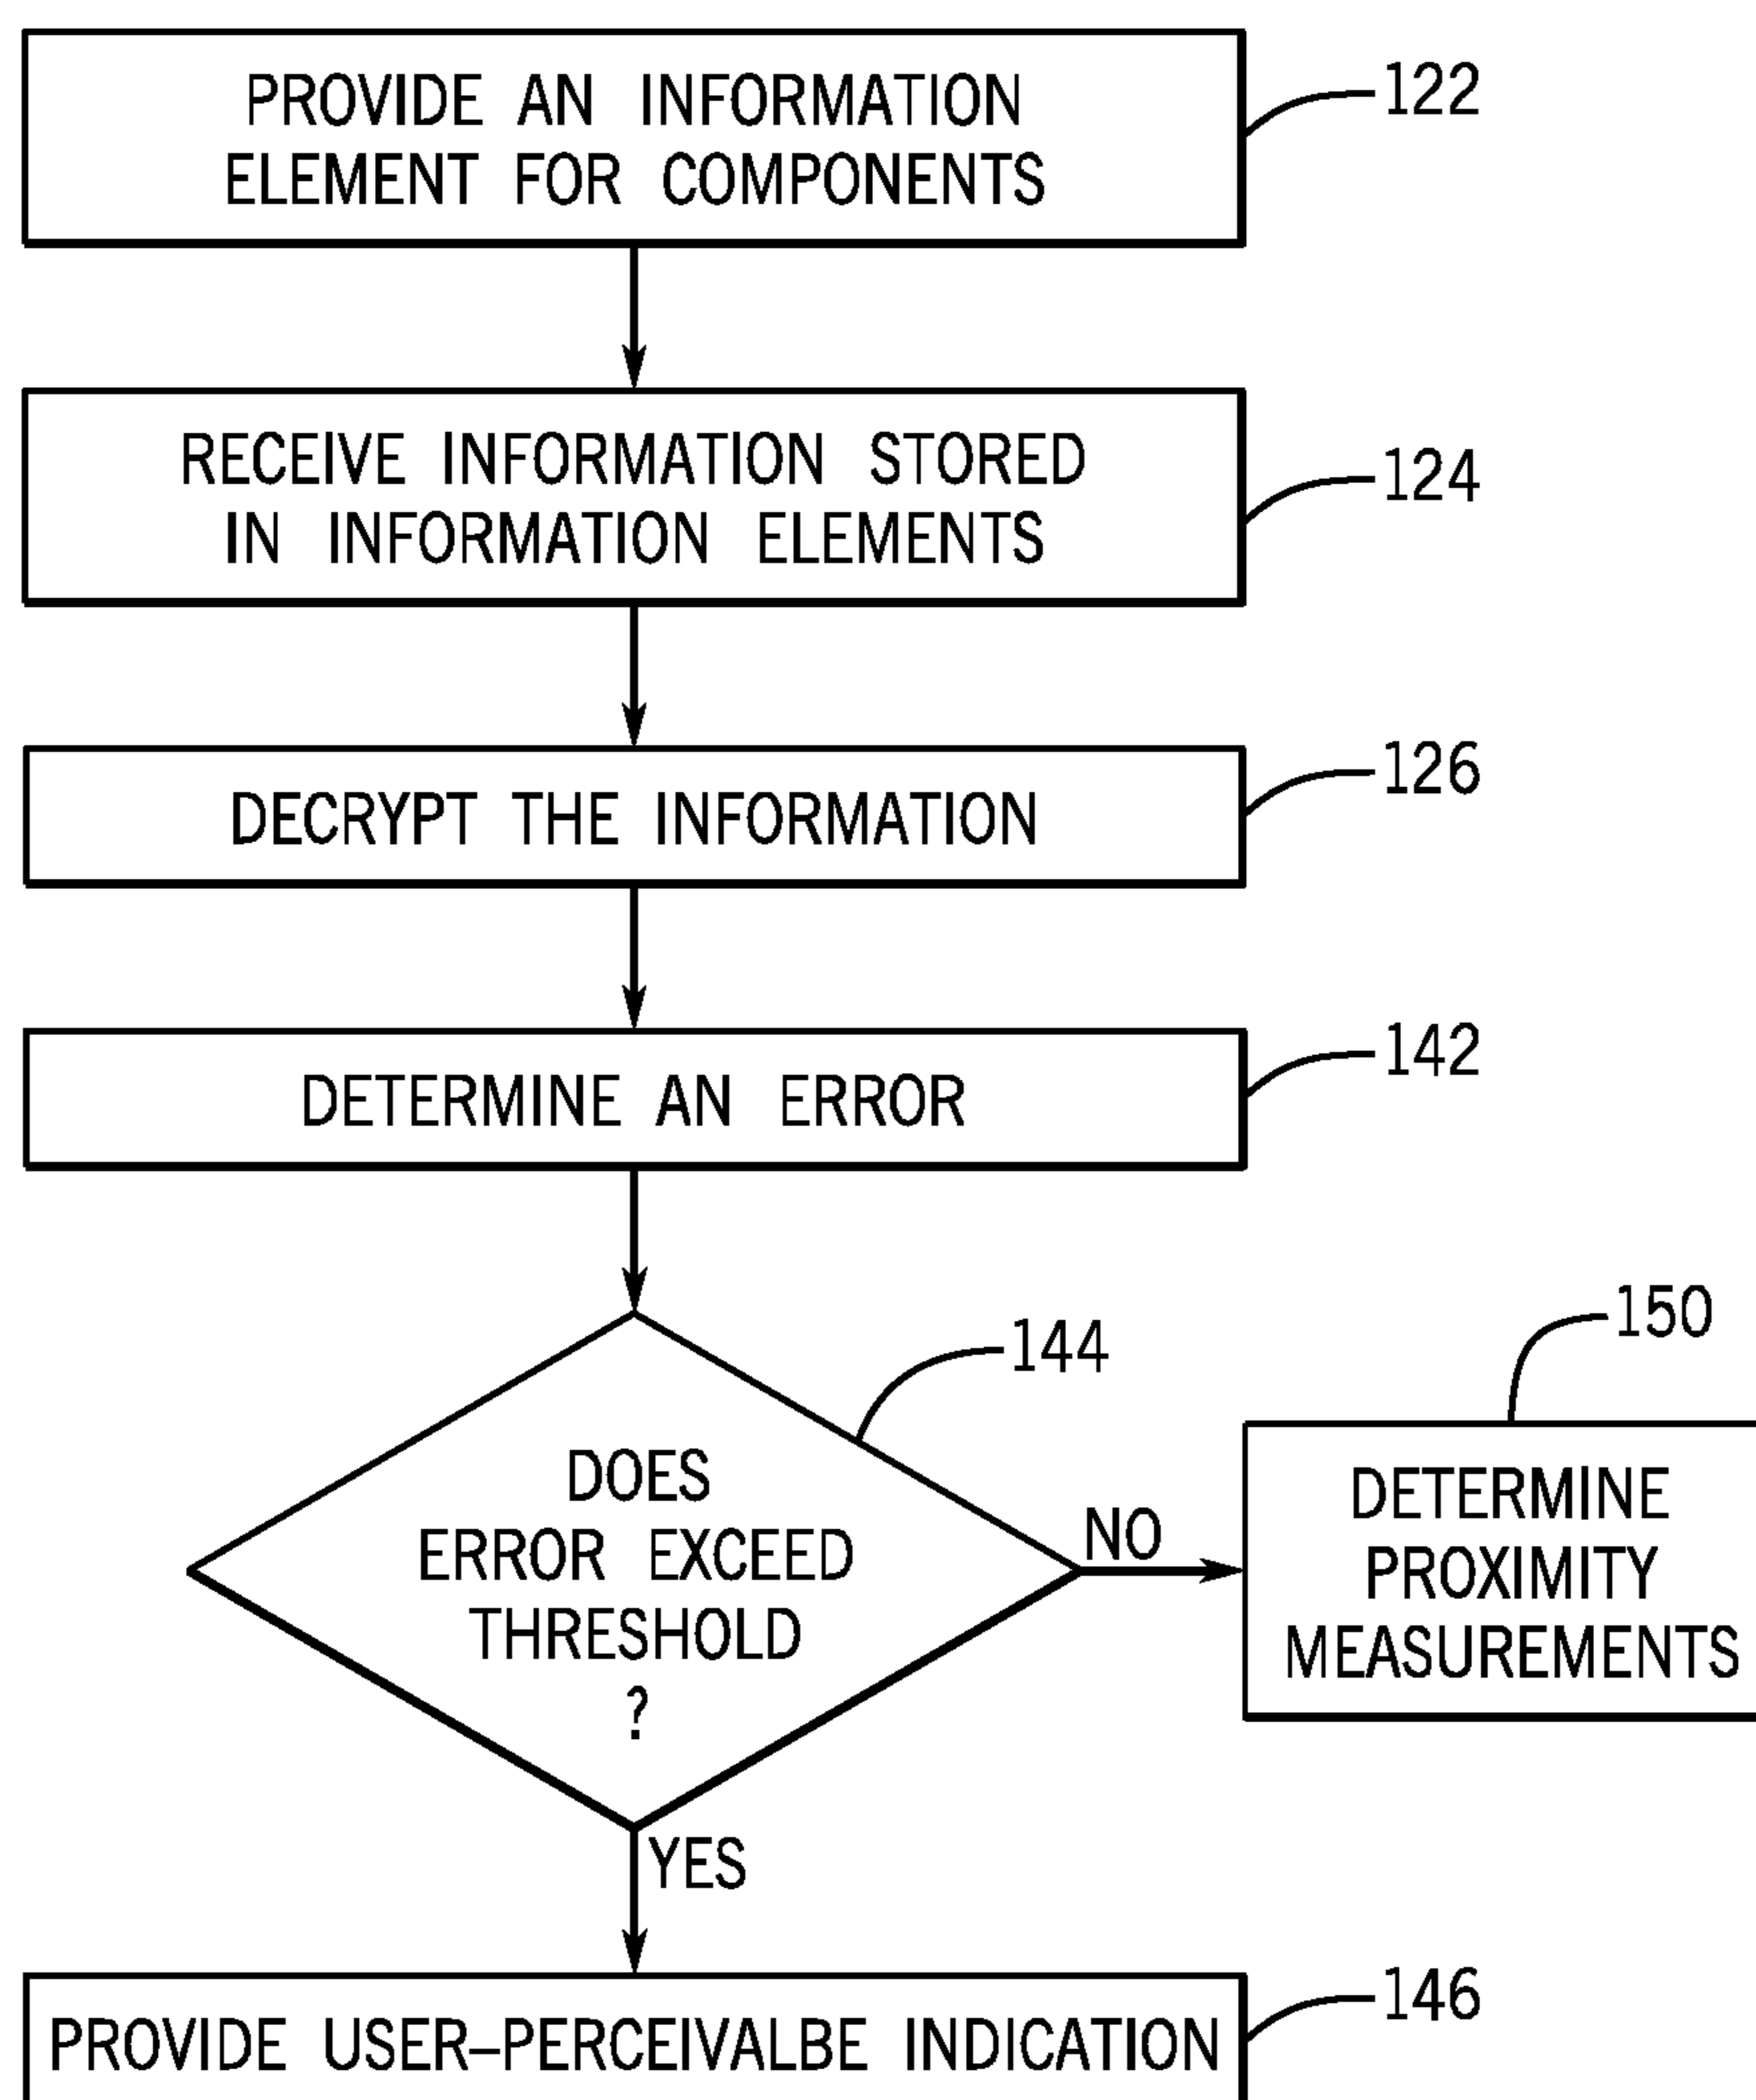 PROVIDE AN INFORMATION
ELEMENT FOR COMPONENTS
122
RECEIVE INFORMATION STORED
IN INFORMATION ELEMENTS
124
DECRYPT THE INFORMATION
126
DETERMINE AN ERROR
142
DOES
ERROR EXCEED
THRESHOLD
?
144
NO
150
DETERMINE
PROXIMITY
MEASUREMENTS
YES
PROVIDE USER-PERCEIVALBE INDICATION
146